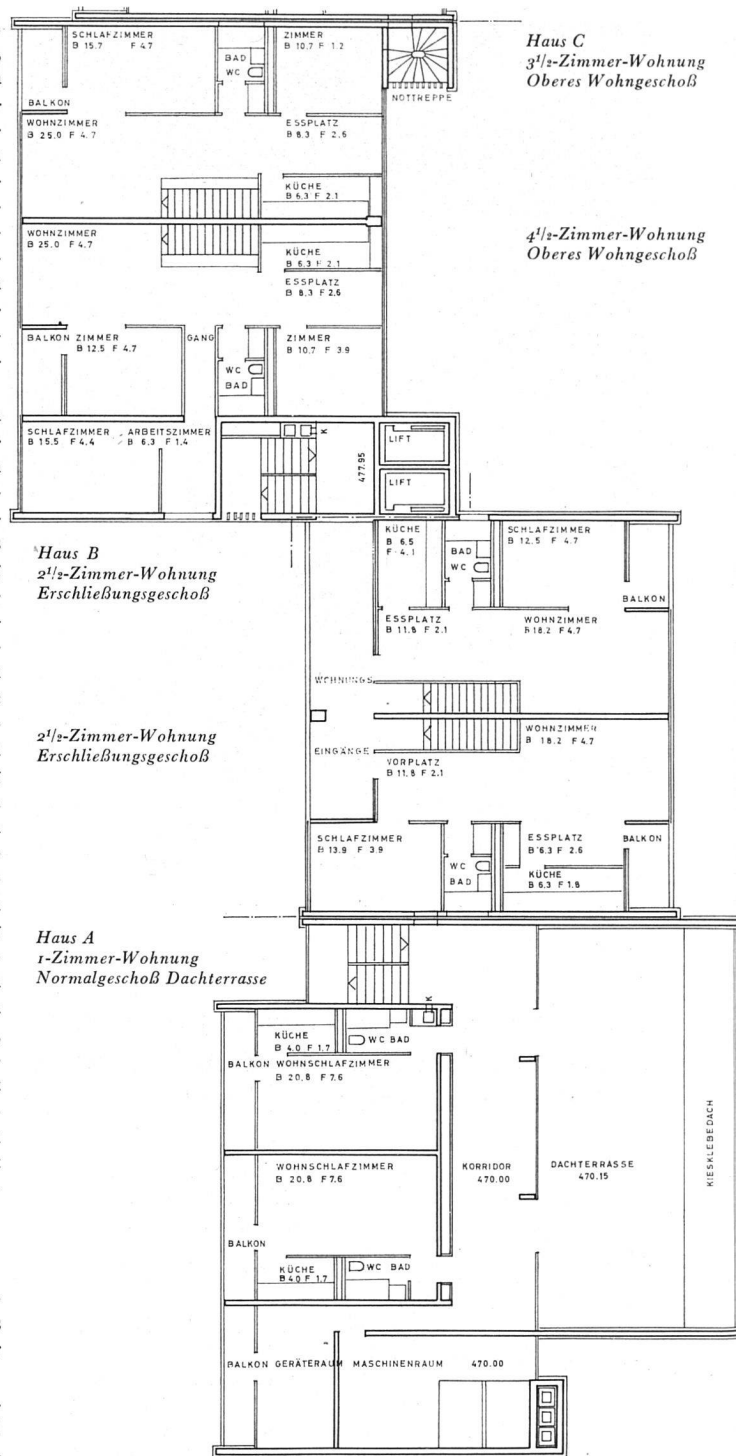 SCHLAFZIMMER
B 15.7 F 4.7
BAD
WC
ZIMMER
B 10.7 F 1.2
NOTTREPPE
Haus C
3½-Zimmer-Wohnung
Oberes Wohngeschoß
BALKON
WOHNZIMMER
B 25.0 F 4.7
ESSPLATZ
B 8.3 F 2.6
KÜCHE
B 6.3 F 2.1
WOHNZIMMER
B 25.0 F 4.7
KÜCHE
B 6.3 F 2.1
ESSPLATZ
B 8.3 F 2.6
4½-Zimmer-Wohnung
Oberes Wohngeschoß
BALKON ZIMMER
B 12.5 F 4.7
GANG
WC
BAD
ZIMMER
B 10.7 F 3.9
SCHLAFZIMMER
B 15.5 F 4.4
ARBEITSZIMMER
B 6.3 F 1.4
K
477.95
LIFT
LIFT
Haus B
2½-Zimmer-Wohnung
Erschließungsgeschoß
KÜCHE
B 6.5
F 4.1
BAD
WC
SCHLAFZIMMER
B 12.5 F 4.7
BALKON
ESSPLATZ
B 11.8 F 2.1
WOHNZIMMER
B 18.2 F 4.7
WOHNUNGS
EINGÄNGE
2½-Zimmer-Wohnung
Erschließungsgeschoß
WOHNZIMMER
B 18.2 F 4.7
VORPLATZ
B 11.8 F 2.1
SCHLAFZIMMER
B 13.9 F 3.9
WC
BAD
ESSPLATZ
B 6.3 F 2.6
BALKON
KÜCHE
B 6.3 F 1.8
Haus A
1-Zimmer-Wohnung
Normalgeschoß Dachterrasse
K
KÜCHE
B 4.0 F 1.7
WC BAD
BALKON WOHNSCHLAFZIMMER
B 20.8 F 7.6
WOHNSCHLAFZIMMER
B 20.8 F 7.6
KORRIDOR
470.00
DACHTERRASSE
470.15
KIESKLEBEDACH
BALKON
KÜCHE
B 4.0 F 1.7
WC BAD
BALKON GERÄTERAUM MASCHINENRAUM 470.00